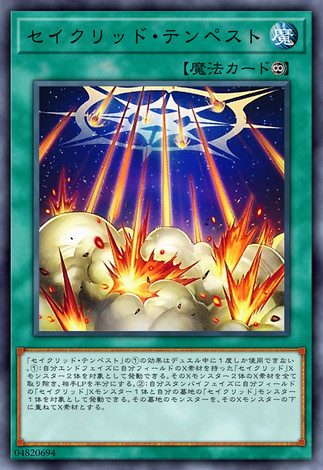 セイクリッド・テンペスト
魔
【魔法カード♾】
「セイクリッド・テンペスト」の①の効果はデュエル中に１度しか使用できない。
①：自分エンドフェイズに自分フィールドのX素材を持った「セイクリッド」X
モンスター２体を対象として発動できる。そのXモンスター２体のX素材を全て
取り除き、相手LPを半分にする。②：自分スタンバイフェイズに自分フィールド
の「セイクリッド」Xモンスター１体と自分の墓地の「セイクリッド」モンスター
１体を対象として発動できる。その墓地のモンスターを、そのXモンスターの下
に重ねてX素材とする。
04820694